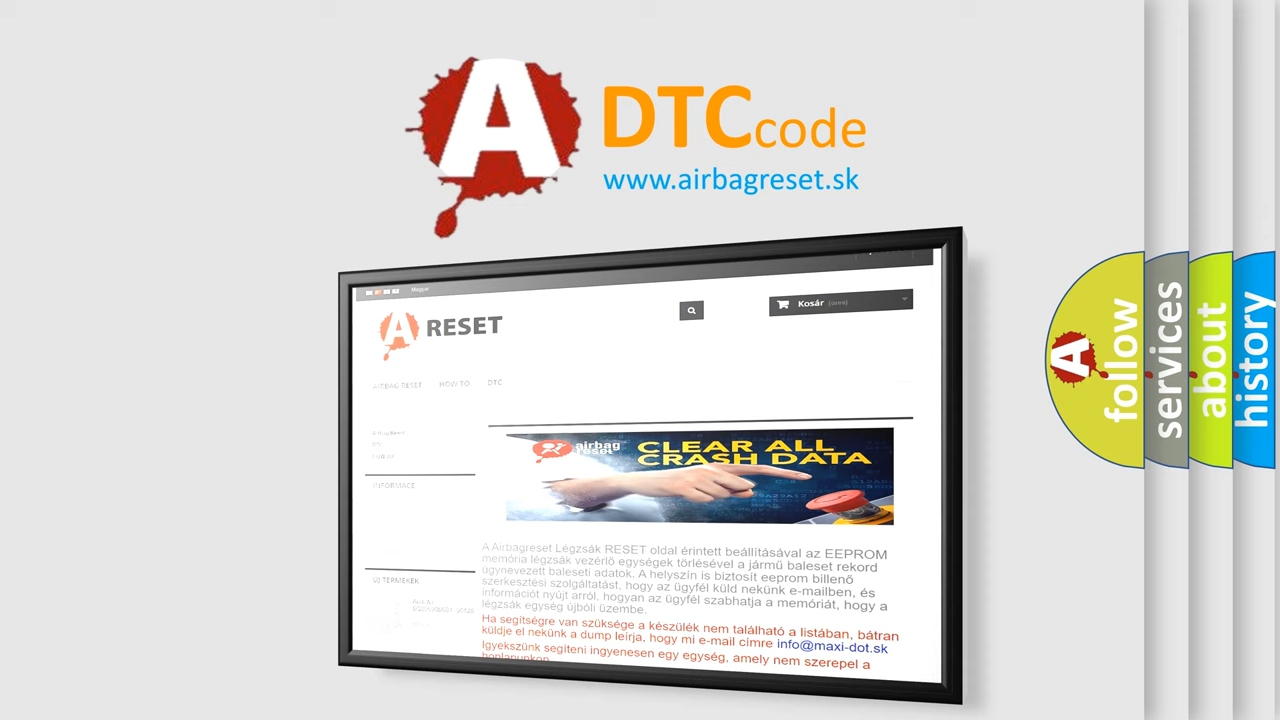 A DTCcode
www.airbagreset.sk
Magyar
A RESET
Kosár (üres)
AIRBAG RESET HOW TO DTC
INFORMACE
CLEAR ALL
airbag reset
CRASH DATA
A Airbagreset Légzsák RESET oldal érintett beállításával az EEPROM
memória légzsák vezérlő egységek törlésével a jármű baleset rekord
úgynevezett baleseti adatok. A helyszín is biztosít eeprom billenő
szerkesztési szolgáltatást, hogy az ügyfél küld nekünk e-mailben, és
információt nyújt arról, hogyan az ügyfél szabhatja a memóriát, hogy a
légzsák egység újbóli üzembe.
ÚJ TERMÉKEK
Ha segítségre van szüksége a készülék nem található a listában, bátran
küldje el nekünk a dump leírja, hogy mi e-mail címre info@maxi-dot.sk
Igyekszünk segíteni ingyenesen egy egység, amely nem szerepel a
honlapunkon.
A
follow
services
about
history